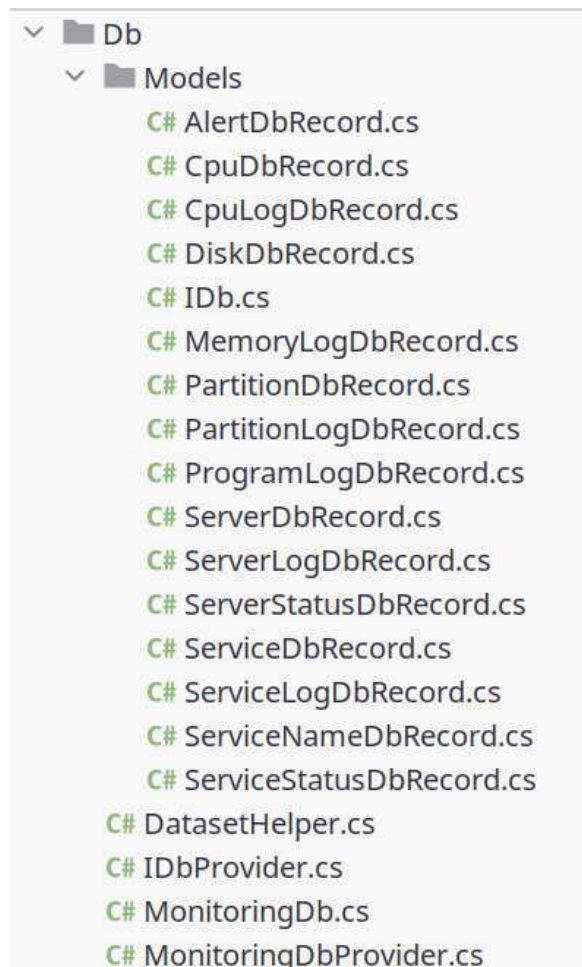 Db
Models
C# AlertDbRecord.cs
C# CpuDbRecord.cs
C# CpuLogDbRecord.cs
C# DiskDbRecord.cs
C# IDb.cs
C# MemoryLogDbRecord.cs
C# PartitionDbRecord.cs
C# PartitionLogDbRecord.cs
C# ProgramLogDbRecord.cs
C# ServerDbRecord.cs
C# ServerLogDbRecord.cs
C# ServerStatusDbRecord.cs
C# ServiceDbRecord.cs
C# ServiceLogDbRecord.cs
C# ServiceNameDbRecord.cs
C# ServiceStatusDbRecord.cs
C# DatasetHelper.cs
C# IDbProvider.cs
C# MonitoringDb.cs
C# MonitoringDbProvider.cs